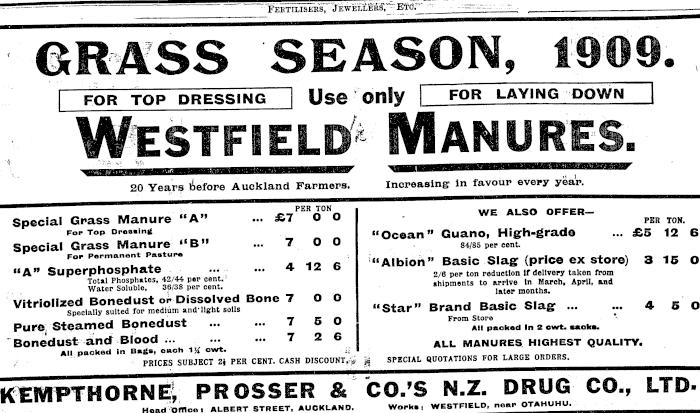 FERTILISERS, JEWELLERS, ETC.
GRASS SEASON, 1909.
FOR TOP DRESSING Use only FOR LAYING DOWN
WESTFIELD MANURES.
20 Years before Auckland Farmers. Increasing in favour every year.
PER TON
Special Grass Manure "A" ... £7 0 0
For Top Dressing
Special Grass Manure "B" ... 7 0 0
For Permanent Pasture
"A" Superphosphate ... ... 4 12 6
Total Phosphates, 42/44 per cent.
Water Soluble, 36/38 per cent.
Vitriolized Bonedust or Dissolved Bone 7 0 0
Specially suited for medium and light soils
Pure Steamed Bonedust ... ... 7 5 0
Bonedust and Blood ... ... ... 7 2 6
All packed in Bags, each 1½ cwt.
PRICES SUBJECT 2½ PER CENT. CASH DISCOUNT.
WE ALSO OFFER—
PER TON.
"Ocean" Guano, High-grade ... £5 12 6
84/85 per cent.
"Albion" Basic Slag (price ex store) 3 15 0
2/6 per ton reduction if delivery taken from
shipments to arrive in March, April, and
later months.
"Star" Brand Basic Slag ... ... 4 5 0
From Store
All packed in 2 cwt. sacks.
ALL MANURES HIGHEST QUALITY.
SPECIAL QUOTATIONS FOR LARGE ORDERS.
KEMPTHORNE, PROSSER & CO.'S N.Z. DRUG CO., LTD.
Head Office: ALBERT STREET, AUCKLAND. Works: WESTFIELD, near OTAHUHU.